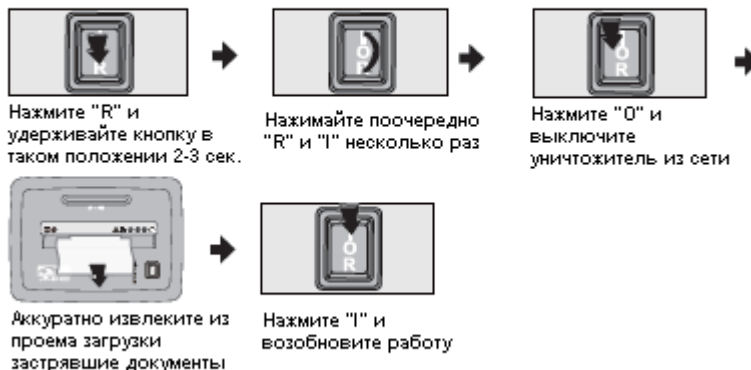 Нажмите "R" и
удерживайте кнопку в
таком положении 2-3 сек.
Нажимайте поочередно
"R" и "I" несколько раз
Нажмите "0" и
выключите
уничтожитель из сети
Аккуратно извлеките из
проема загрузки
застрявшие документы
Нажмите "I" и
возобновите работу